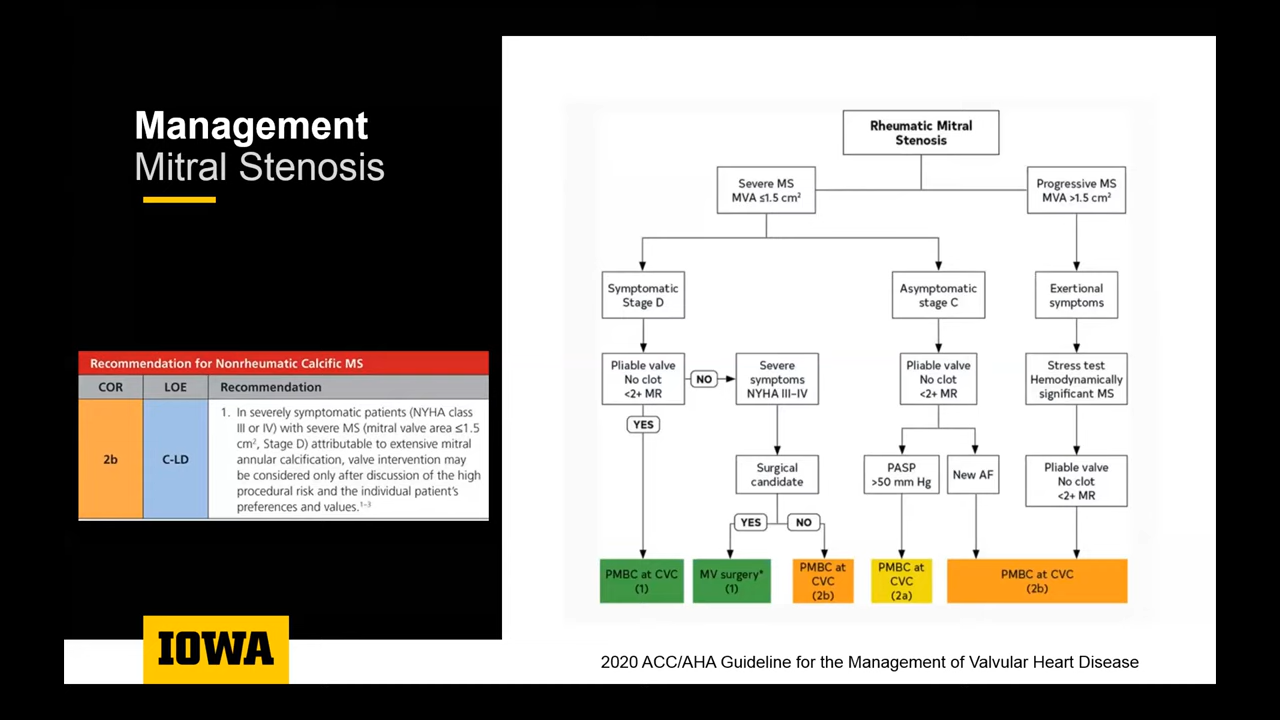 Management
Mitral Stenosis
Recommendation for Nonrheumatic Calcific MS
COR
LOE
Recommendation
2b
C-LD
1. In severely symptomatic patients (NYHA class
III or IV) with severe MS (mitral valve area ≤1.5
cm², Stage D) attributable to extensive mitral
annular calcification, valve intervention may
be considered only after discussion of the high
procedural risk and the individual patient's
preferences and values.¹⁻³
IOWA
Rheumatic Mitral
Stenosis
Severe MS
MVA ≤1.5 cm²
Progressive MS
MVA >1.5 cm²
Symptomatic
Stage D
Asymptomatic
stage C
Exertional
symptoms
Pliable valve
No clot
<2+ MR
NO
Severe
symptoms
NYHA III–IV
Pliable valve
No clot
<2+ MR
Stress test
Hemodynamically
significant MS
YES
Surgical
candidate
PASP
>50 mm Hg
New AF
Pliable valve
No clot
<2+ MR
YES
NO
PMBC at CVC
(1)
MV surgery*
(1)
PMBC at
CVC
(2b)
PMBC at
CVC
(2a)
PMBC at CVC
(2b)
2020 ACC/AHA Guideline for the Management of Valvular Heart Disease